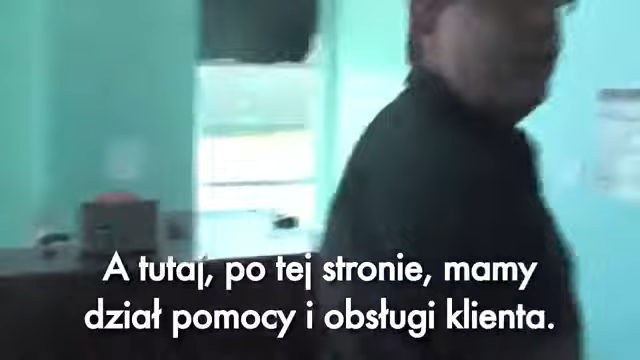 A tutaj, po tej stronie, mamy
dział pomocy i obsługi klienta.